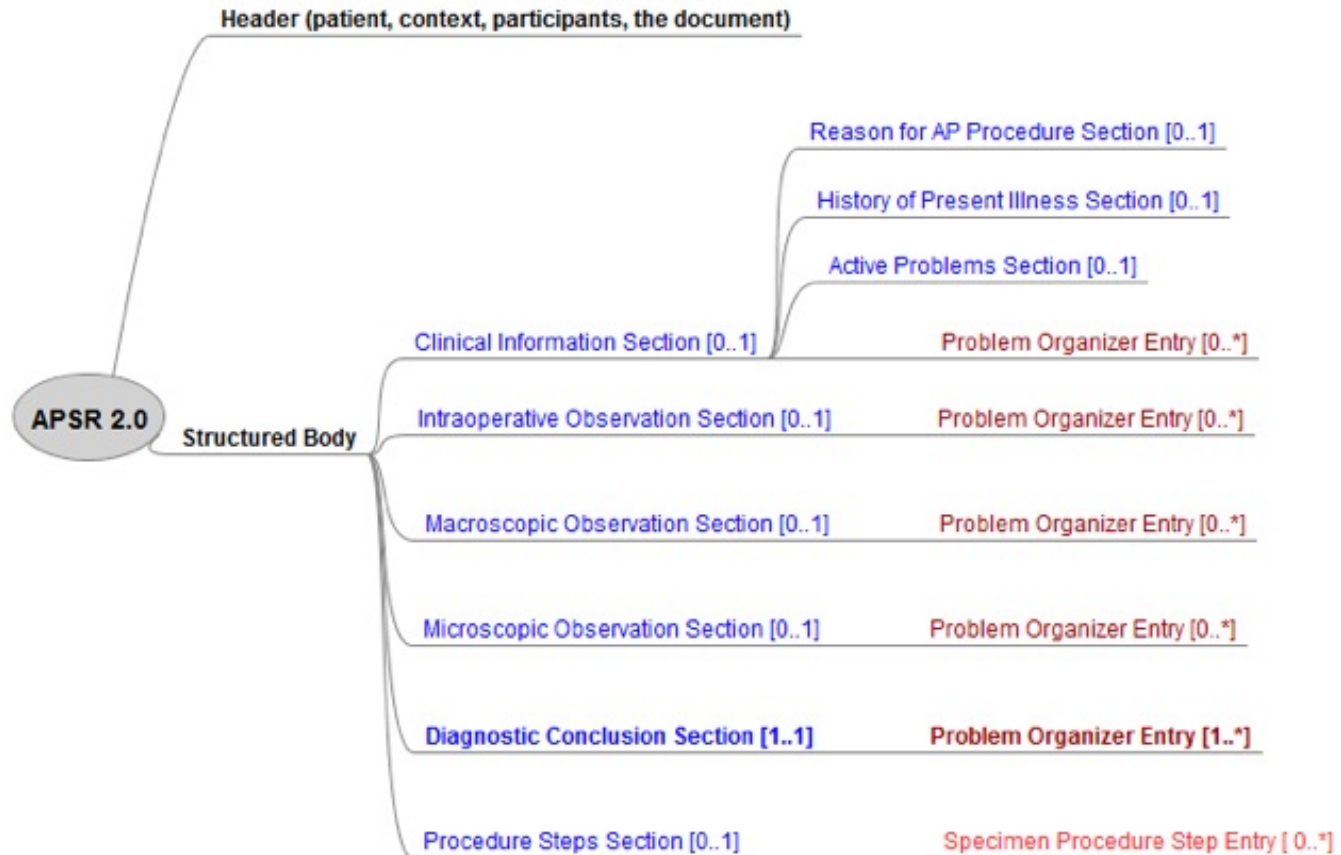 Header (patient, context, participants, the document)
Reason for AP Procedure Section [0..1]
History of Present Illness Section [0..1]
Active Problems Section [0..1]
Clinical Information Section [0..1] Problem Organizer Entry [0..*]
APSR 2.0
Intraoperative Observation Section [0..1] Problem Organizer Entry [0..*]
Structured Body
Macroscopic Observation Section [0..1] Problem Organizer Entry [0..*]
Microscopic Observation Section [0..1] Problem Organizer Entry [0..*]
Diagnostic Conclusion Section [1..1] Problem Organizer Entry [1..*]
Procedure Steps Section [0..1] Specimen Procedure Step Entry [ 0..*]